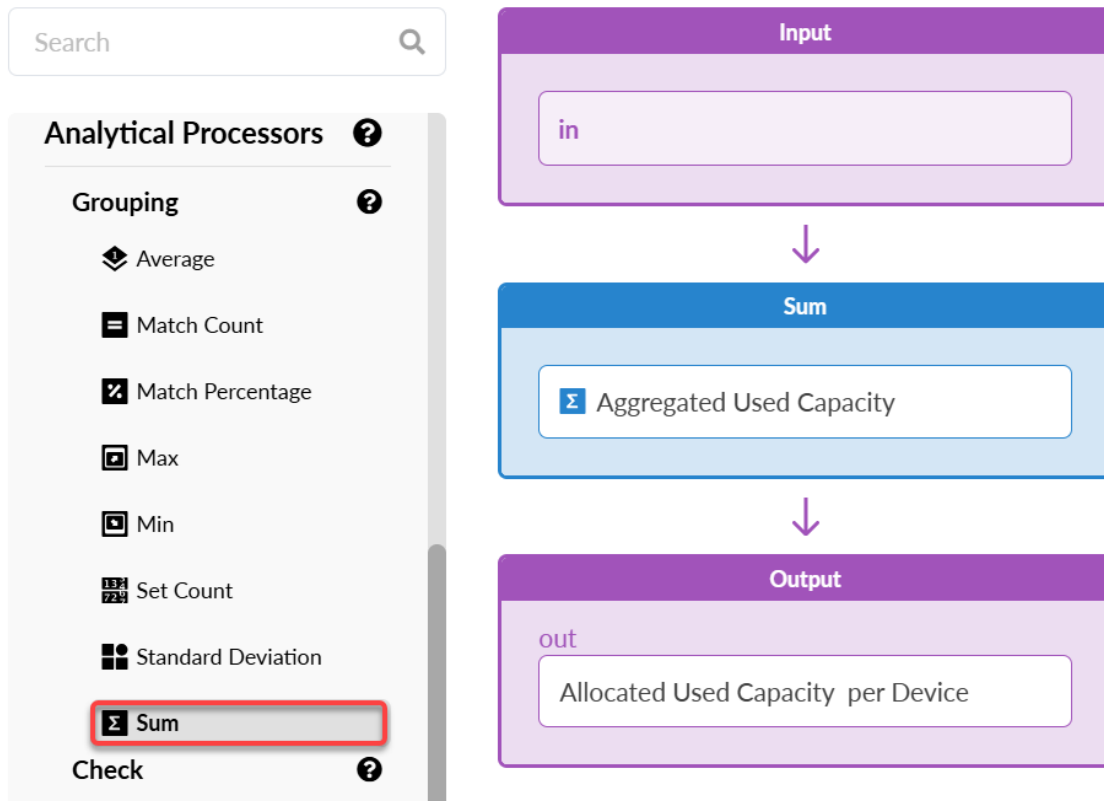 Search
Analytical Processors
Grouping
Average
Match Count
Match Percentage
Max
Min
Set Count
Standard Deviation
Sum
Check
Input
in
Sum
Aggregated Used Capacity
Output
out
Allocated Used Capacity per Device